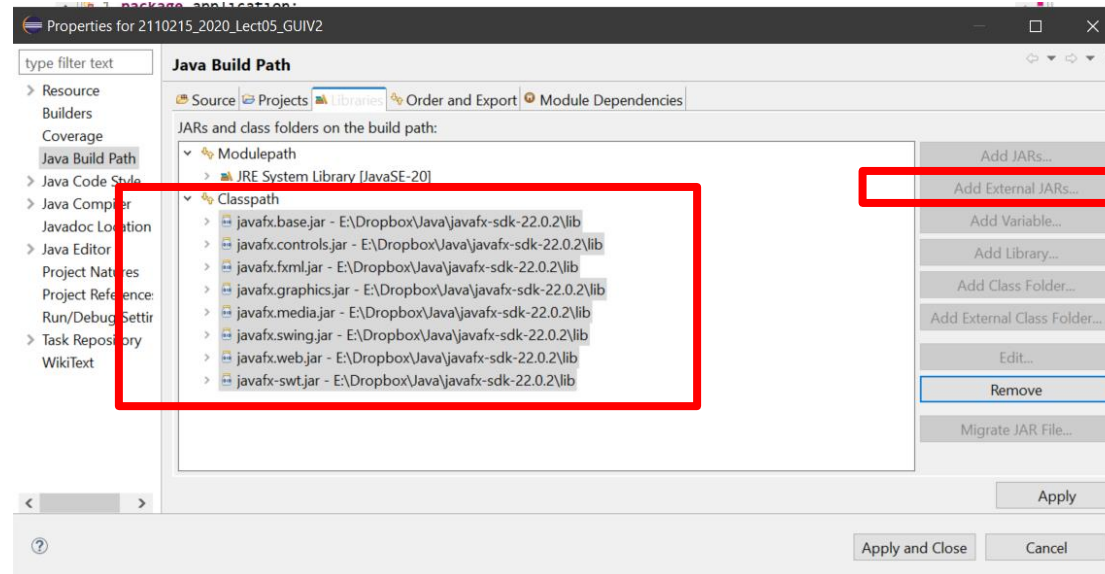 package application;
Properties for 2110215_2020_Lect05_GUIV2
type filter text
Resource
Builders
Coverage
Java Build Path
Java Code Style
Java Compiler
Javadoc Location
Java Editor
Project Natures
Project References
Run/Debug Settin
Task Repository
WikiText
Java Build Path
Source Projects Libraries Order and Export Module Dependencies
JARs and class folders on the build path:
Modulepath
JRE System Library [JavaSE-20]
Classpath
javafx.base.jar - E:\Dropbox\Java\javafx-sdk-22.0.2\lib
javafx.controls.jar - E:\Dropbox\Java\javafx-sdk-22.0.2\lib
javafx.fxml.jar - E:\Dropbox\Java\javafx-sdk-22.0.2\lib
javafx.graphics.jar - E:\Dropbox\Java\javafx-sdk-22.0.2\lib
javafx.media.jar - E:\Dropbox\Java\javafx-sdk-22.0.2\lib
javafx.swing.jar - E:\Dropbox\Java\javafx-sdk-22.0.2\lib
javafx.web.jar - E:\Dropbox\Java\javafx-sdk-22.0.2\lib
javafx-swt.jar - E:\Dropbox\Java\javafx-sdk-22.0.2\lib
Add JARs...
Add External JARs...
Add Variable...
Add Library...
Add Class Folder...
Add External Class Folder...
Edit...
Remove
Migrate JAR File...
Apply
Apply and Close Cancel